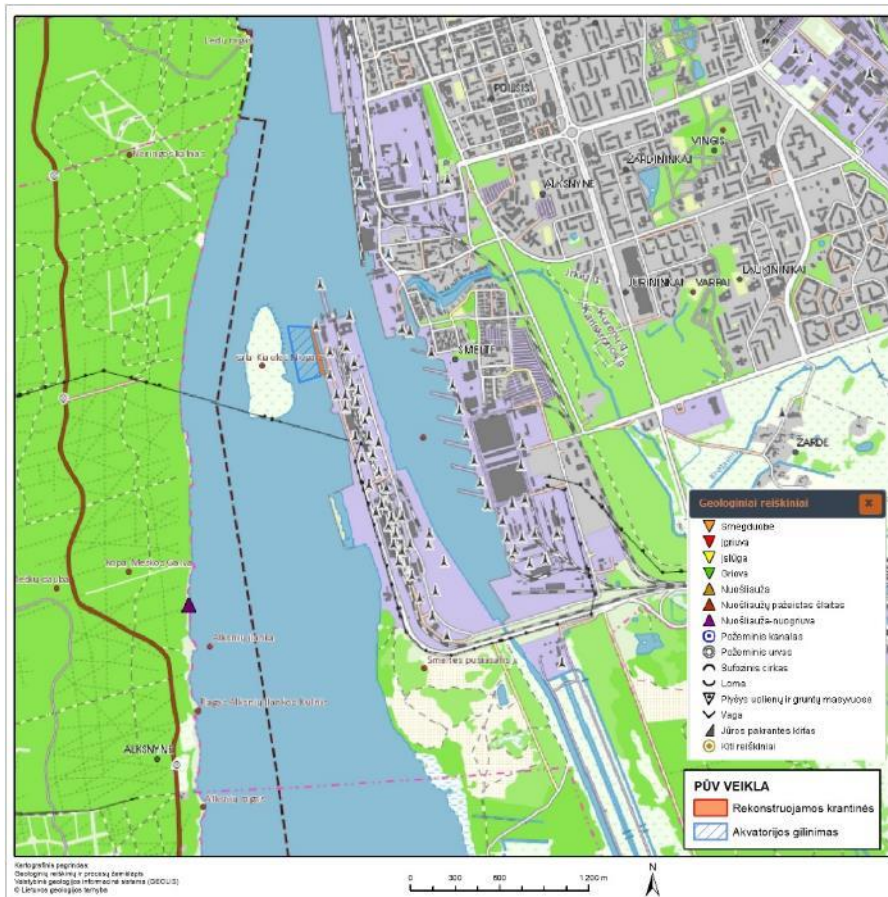 POILSIS
VINGIS
ŽARDININKAI
ALKSNYNĖ
LAUKININKAI
JŪRININKAI
VARPAI
SMELTĖ
ŽARDĖ
Geologiniai reiškiniai
Smegduobė
Įgriuva
Įslūga
Griova
Nuošliauža
Nuošliaužų pažeistas šlaitas
Nuošliauža-nuogriuva
Požeminis kanalas
Požeminis urvas
Sufozinis cirkas
Loma
Plyšys uolienų ir gruntų masyvuose
Vaga
Jūros pakrantės klifas
Kiti reiškiniai
Smeltės pusiasalis
ALKSNYNĖ
PŪV VEIKLA
Rekonstruojamos krantinės
Akvatorijos gilinimas
Kartografinis pagrindas:
Geologinių reiškinių ir procesų žemėlapis
Valstybinė geologijos informacinė sistema (GEOLIS)
© Lietuvos geologijos tarnyba
0 300 600 1 200 m
N